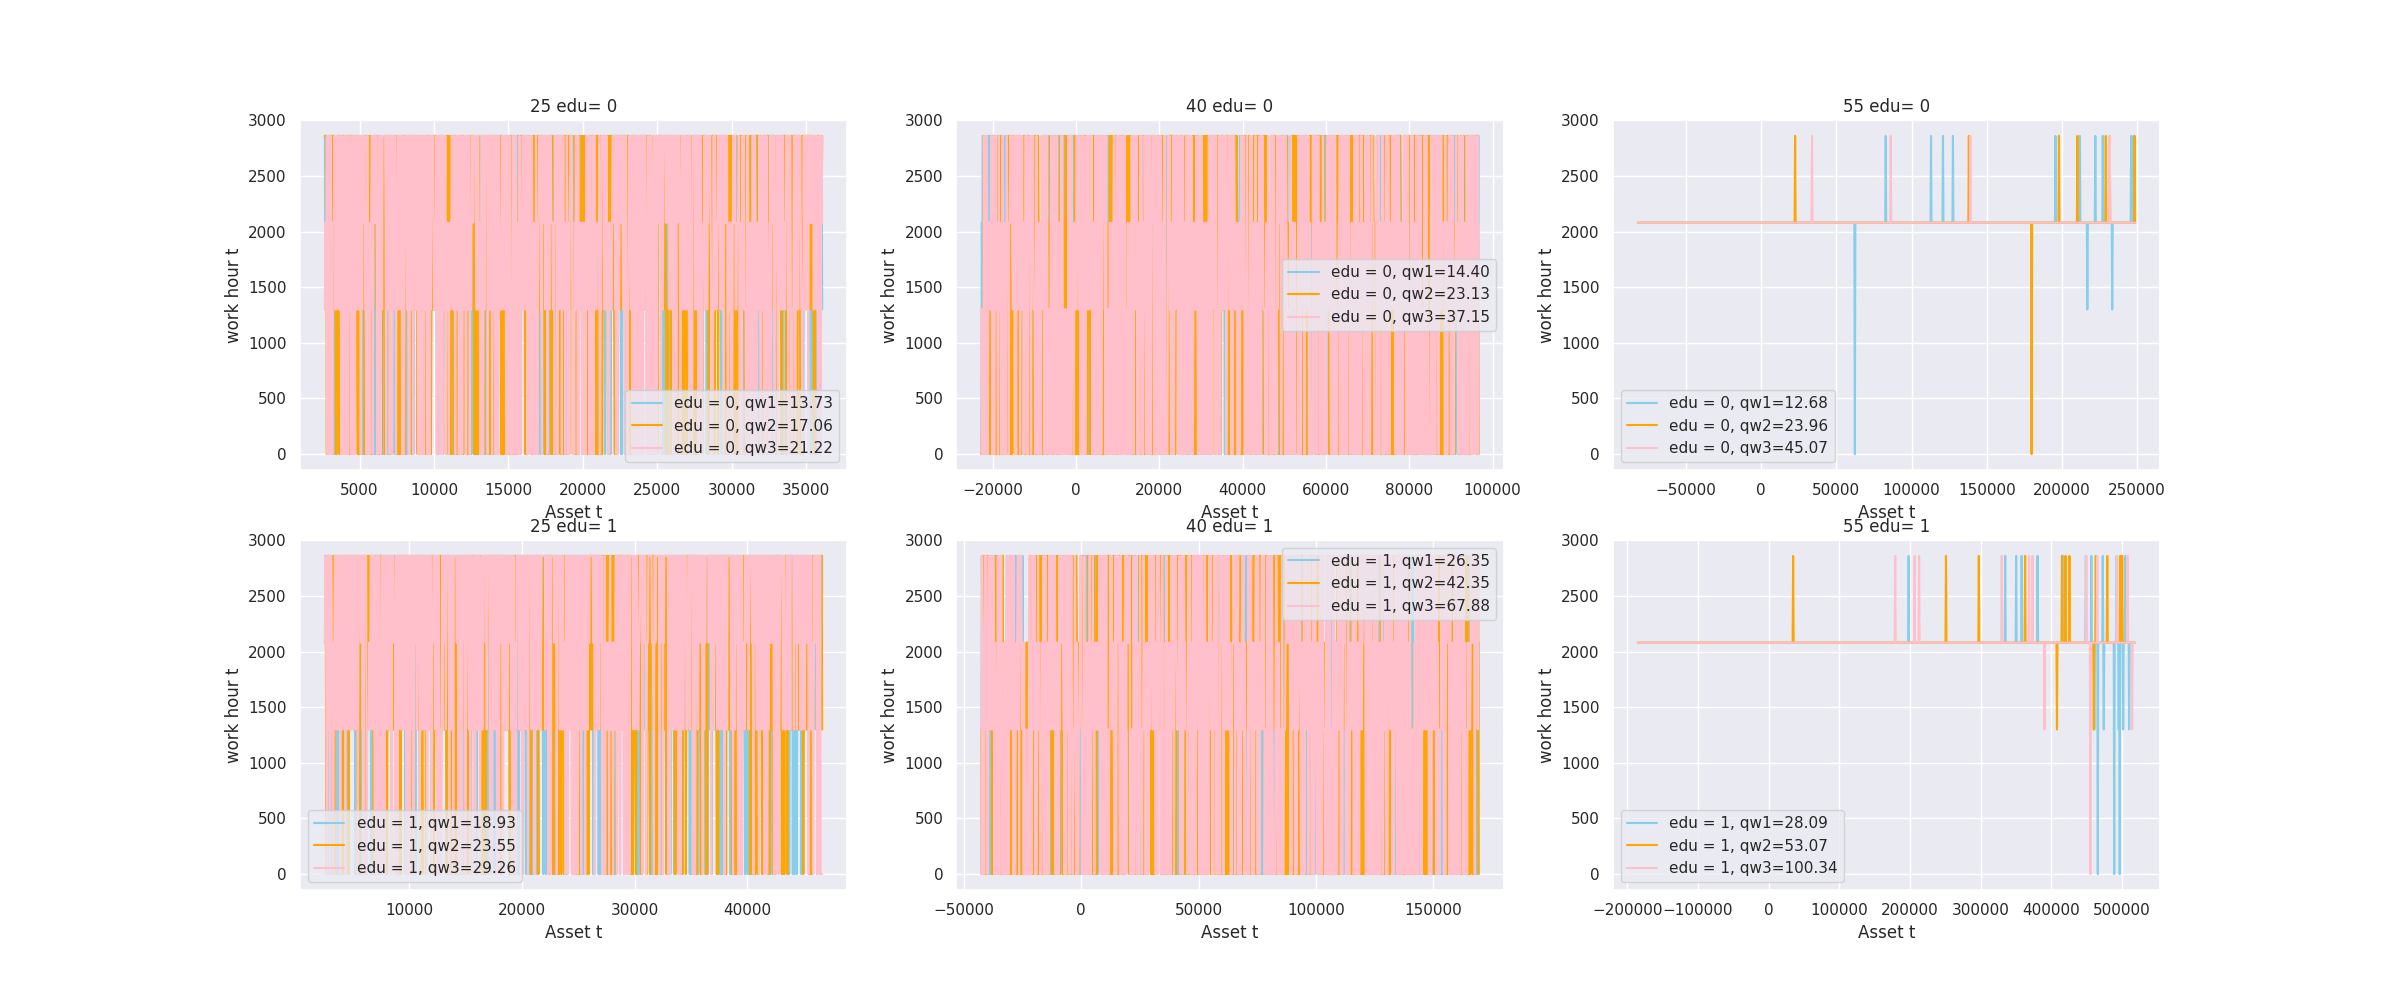 25 edu= 0
3000
2500
2000
1500
1000
500
0
work hour t
edu = 0, qw1=13.73
edu = 0, qw2=17.06
edu = 0, qw3=21.22
5000 10000 15000 20000 25000 30000 35000
Asset t
40 edu= 0
3000
2500
2000
1500
1000
500
0
work hour t
edu = 0, qw1=14.40
edu = 0, qw2=23.13
edu = 0, qw3=37.15
−20000 0 20000 40000 60000 80000 100000
Asset t
55 edu= 0
3000
2500
2000
1500
1000
500
0
work hour t
edu = 0, qw1=12.68
edu = 0, qw2=23.96
edu = 0, qw3=45.07
−50000 0 50000 100000 150000 200000 250000
Asset t
25 edu= 1
3000
2500
2000
1500
1000
500
0
work hour t
edu = 1, qw1=18.93
edu = 1, qw2=23.55
edu = 1, qw3=29.26
10000 20000 30000 40000
Asset t
40 edu= 1
3000
2500
2000
1500
1000
500
0
work hour t
edu = 1, qw1=26.35
edu = 1, qw2=42.35
edu = 1, qw3=67.88
−50000 0 50000 100000 150000
Asset t
55 edu= 1
3000
2500
2000
1500
1000
500
0
work hour t
edu = 1, qw1=28.09
edu = 1, qw2=53.07
edu = 1, qw3=100.34
−200000 −100000 0 100000 200000 300000 400000 500000
Asset t